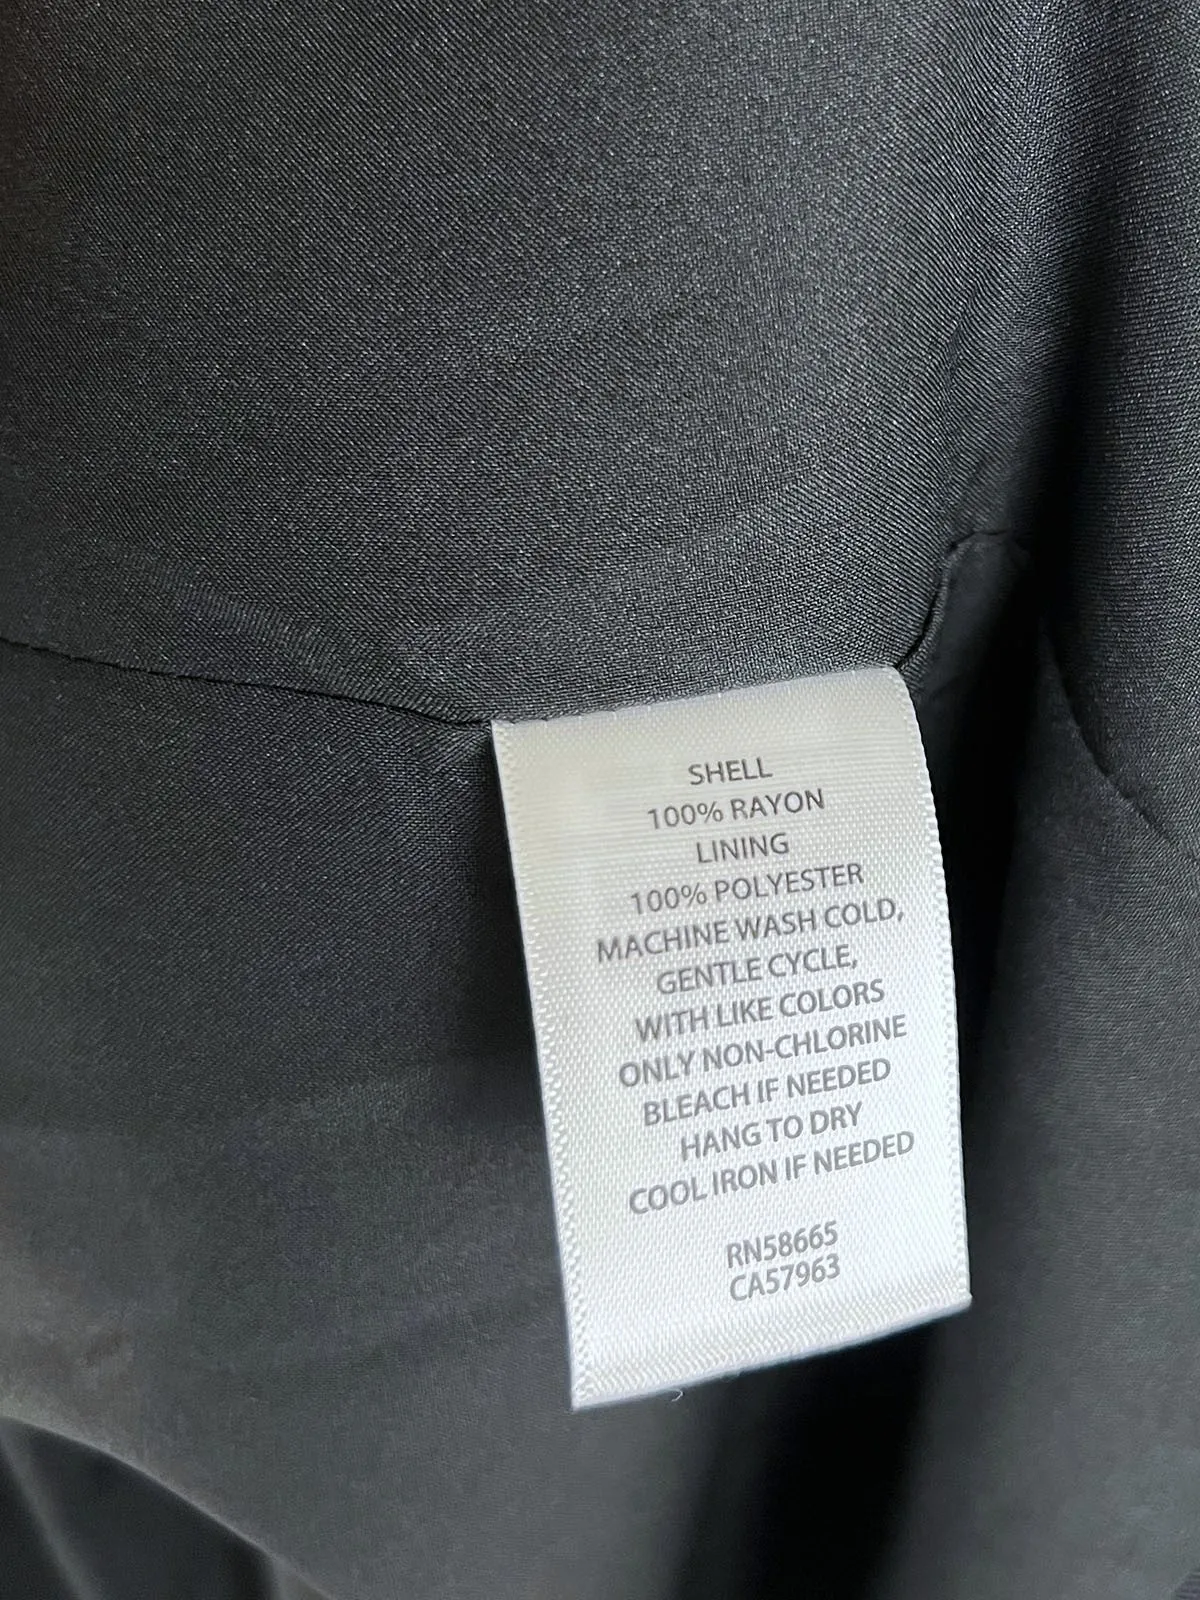 SHELL
100% RAYON
LINING
100% POLYESTER
MACHINE WASH COLD,
GENTLE CYCLE,
WITH LIKE COLORS
ONLY NON-CHLORINE
BLEACH IF NEEDED
HANG TO DRY
COOL IRON IF NEEDED
RN58665
CA57963